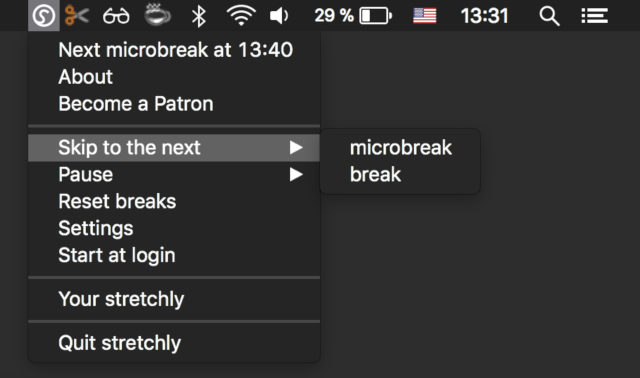 29 % 13:31
Next microbreak at 13:40
About
Become a Patron
Skip to the next
microbreak
Pause
break
Reset breaks
Settings
Start at login
Your stretchly
Quit stretchly